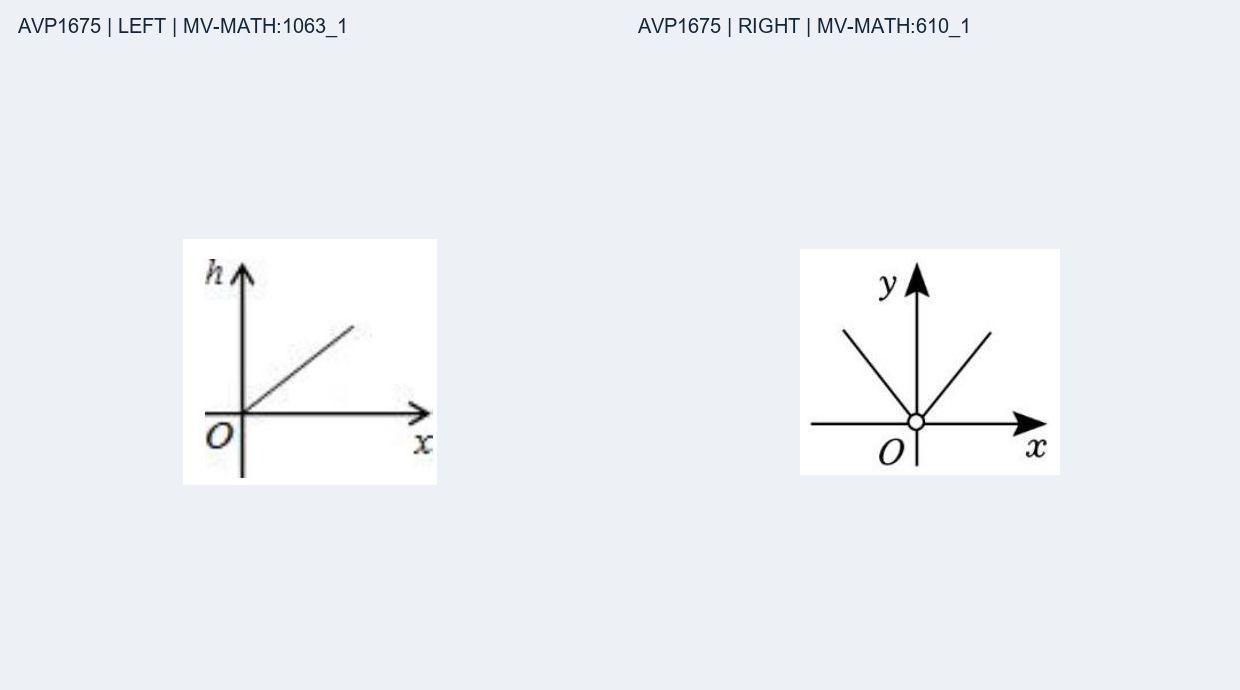 AVP1675 | LEFT | MV-MATH:1063_1
AVP1675 | RIGHT | MV-MATH:610_1
h
O
x
y
O
x